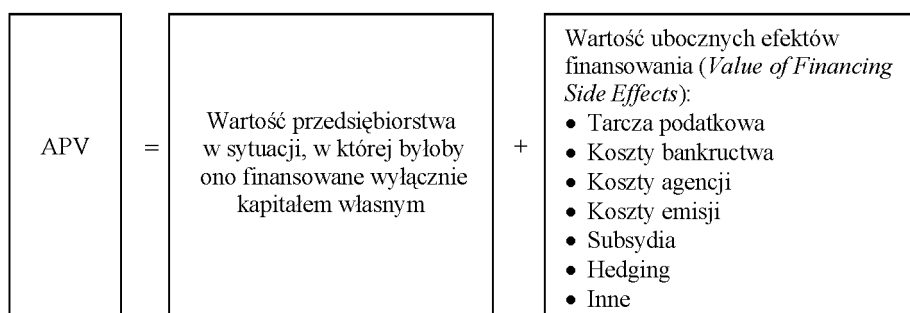 APV
=
Wartość przedsiębiorstwa
w sytuacji, w której byłoby
ono finansowane wyłącznie
kapitałem własnym
+
Wartość ubocznych efektów
finansowania (Value of Financing
Side Effects):
• Tarcza podatkowa
• Koszty bankructwa
• Koszty agencji
• Koszty emisji
• Subsydia
• Hedging
• Inne